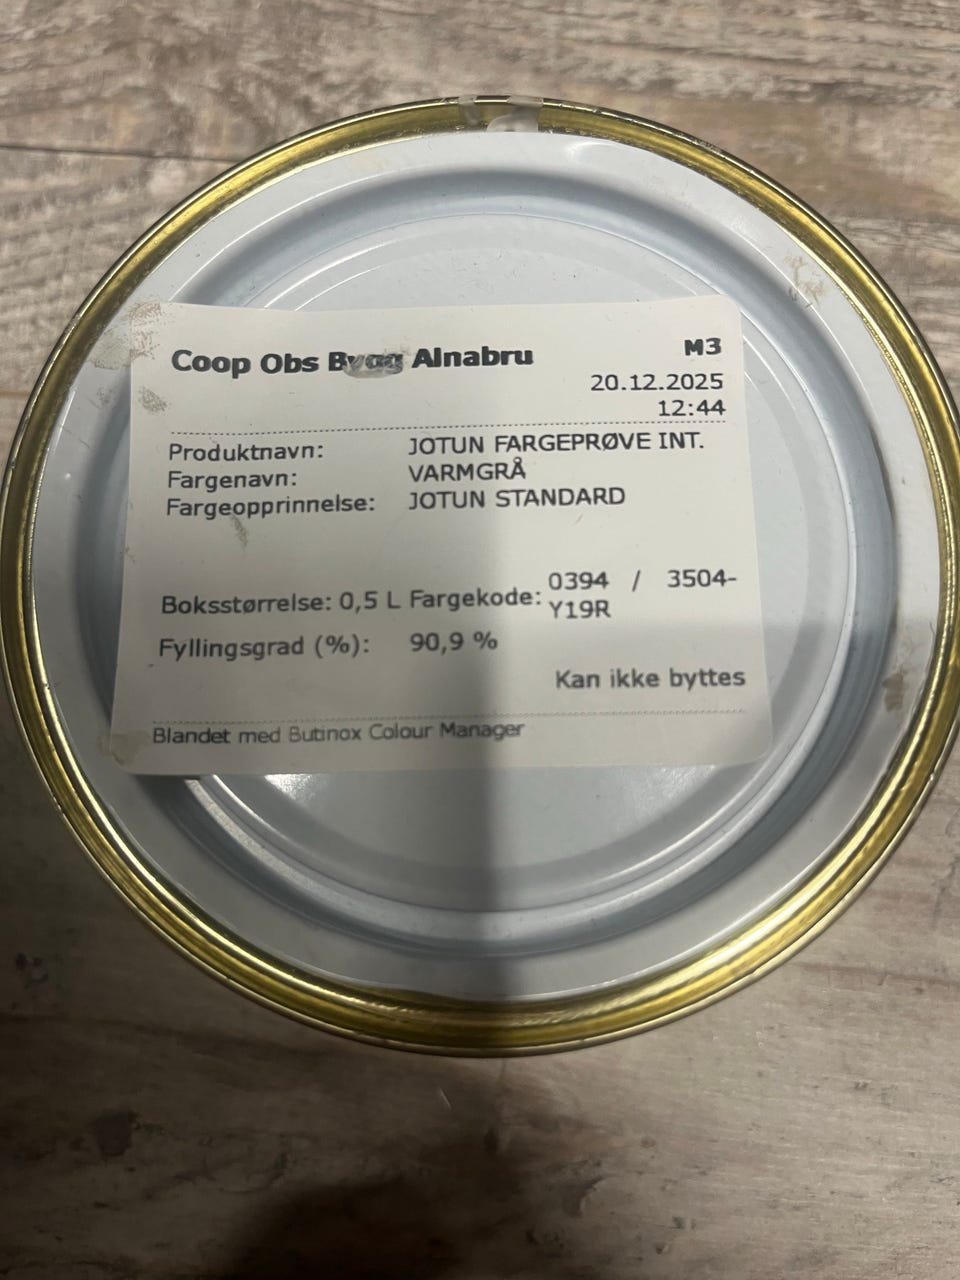 Coop Obs Bygg Alnabru
M3
20.12.2025
12:44
Produktnavn: JOTUN FARGEPRØVE INT.
Fargenavn: VARMGRÅ
Fargeopprinnelse: JOTUN STANDARD
Boksstørrelse: 0,5 L Fargekode: 0394 / 3504-
Y19R
Fyllingsgrad (%): 90,9 %
Kan ikke byttes
Blandet med Butinox Colour Manager